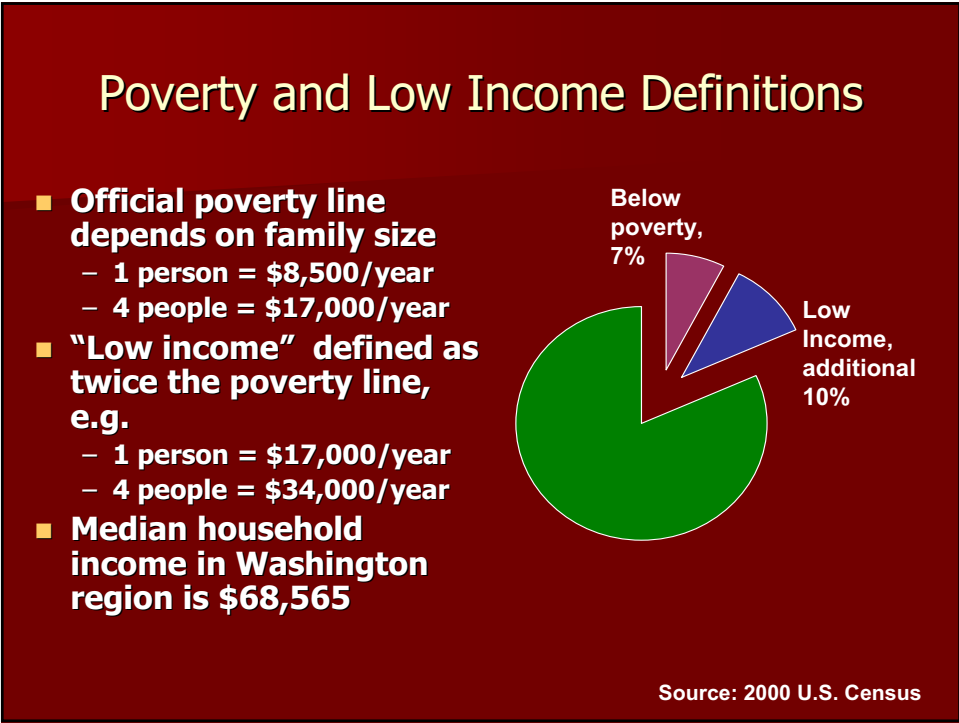 Poverty and Low Income Definitions
■ Official poverty line
depends on family size
– 1 person = $8,500/year
– 4 people = $17,000/year
■ “Low income” defined as
twice the poverty line,
e.g.
– 1 person = $17,000/year
– 4 people = $34,000/year
■ Median household
income in Washington
region is $68,565
Below
poverty,
7%
Low
Income,
additional
10%
Source: 2000 U.S. Census